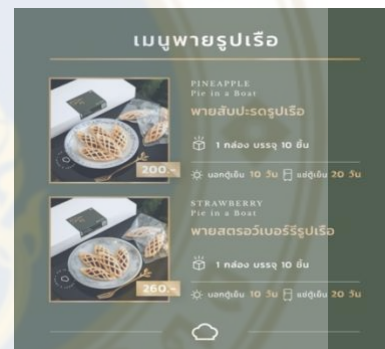 เมนูพายรูปเรือ
PINEAPPLE
Pie in a Boat
พายสับปะรดรูปเรือ
1 กล่อง บรรจุ 10 ชิ้น
200.-
นอกตู้เย็น 10 วัน แช่ตู้เย็น 20 วัน
STRAWBERRY
Pie in a Boat
พายสตรอว์เบอร์รีรูปเรือ
1 กล่อง บรรจุ 10 ชิ้น
260.-
นอกตู้เย็น 10 วัน แช่ตู้เย็น 20 วัน